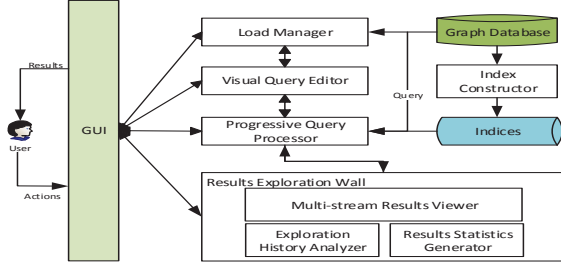 Load Manager
Graph Database
Results
Visual Query Editor
Index
Constructor
Query
GUI
User
Progressive Query
Processor
Indices
Actions
Results Exploration Wall
Multi-stream Results Viewer
Exploration
History Analyzer
Results Statistics
Generator